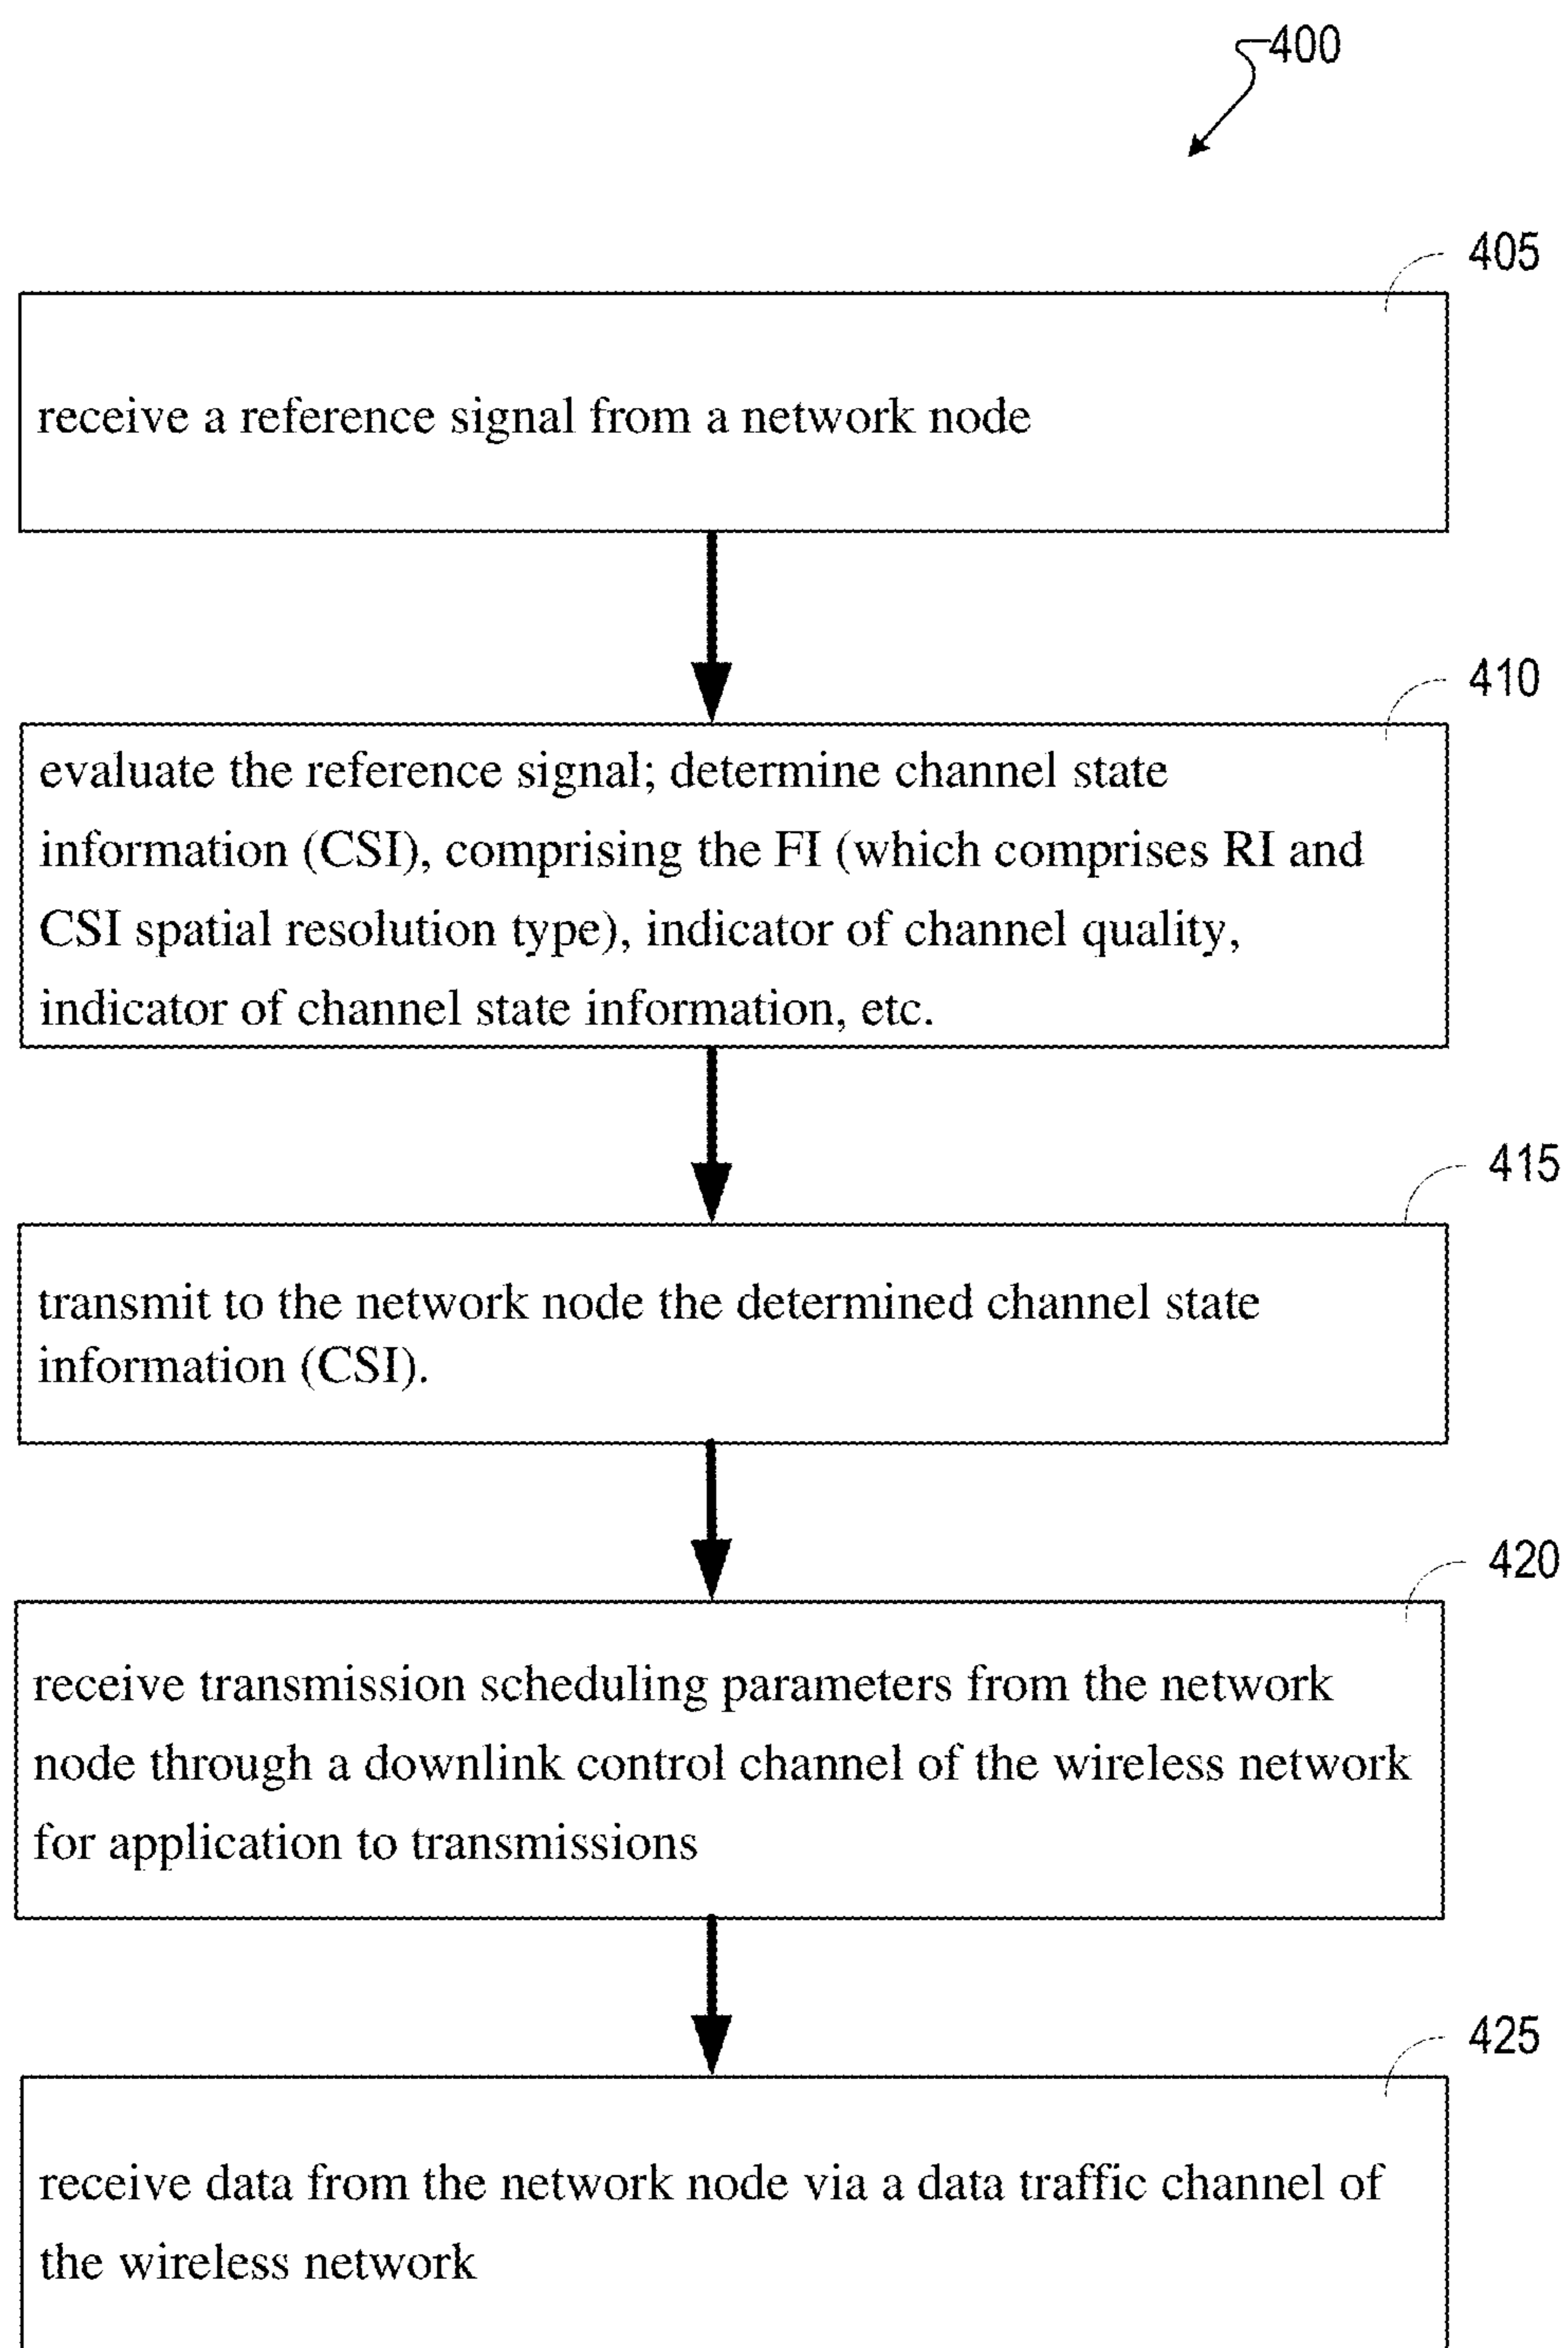 400
405
receive a reference signal from a network node
410
evaluate the reference signal; determine channel state
information (CSI), comprising the FI (which comprises RI and
CSI spatial resolution type), indicator of channel quality,
indicator of channel state information, etc.
415
transmit to the network node the determined channel state
information (CSI).
420
receive transmission scheduling parameters from the network
node through a downlink control channel of the wireless network
for application to transmissions
425
receive data from the network node via a data traffic channel of
the wireless network